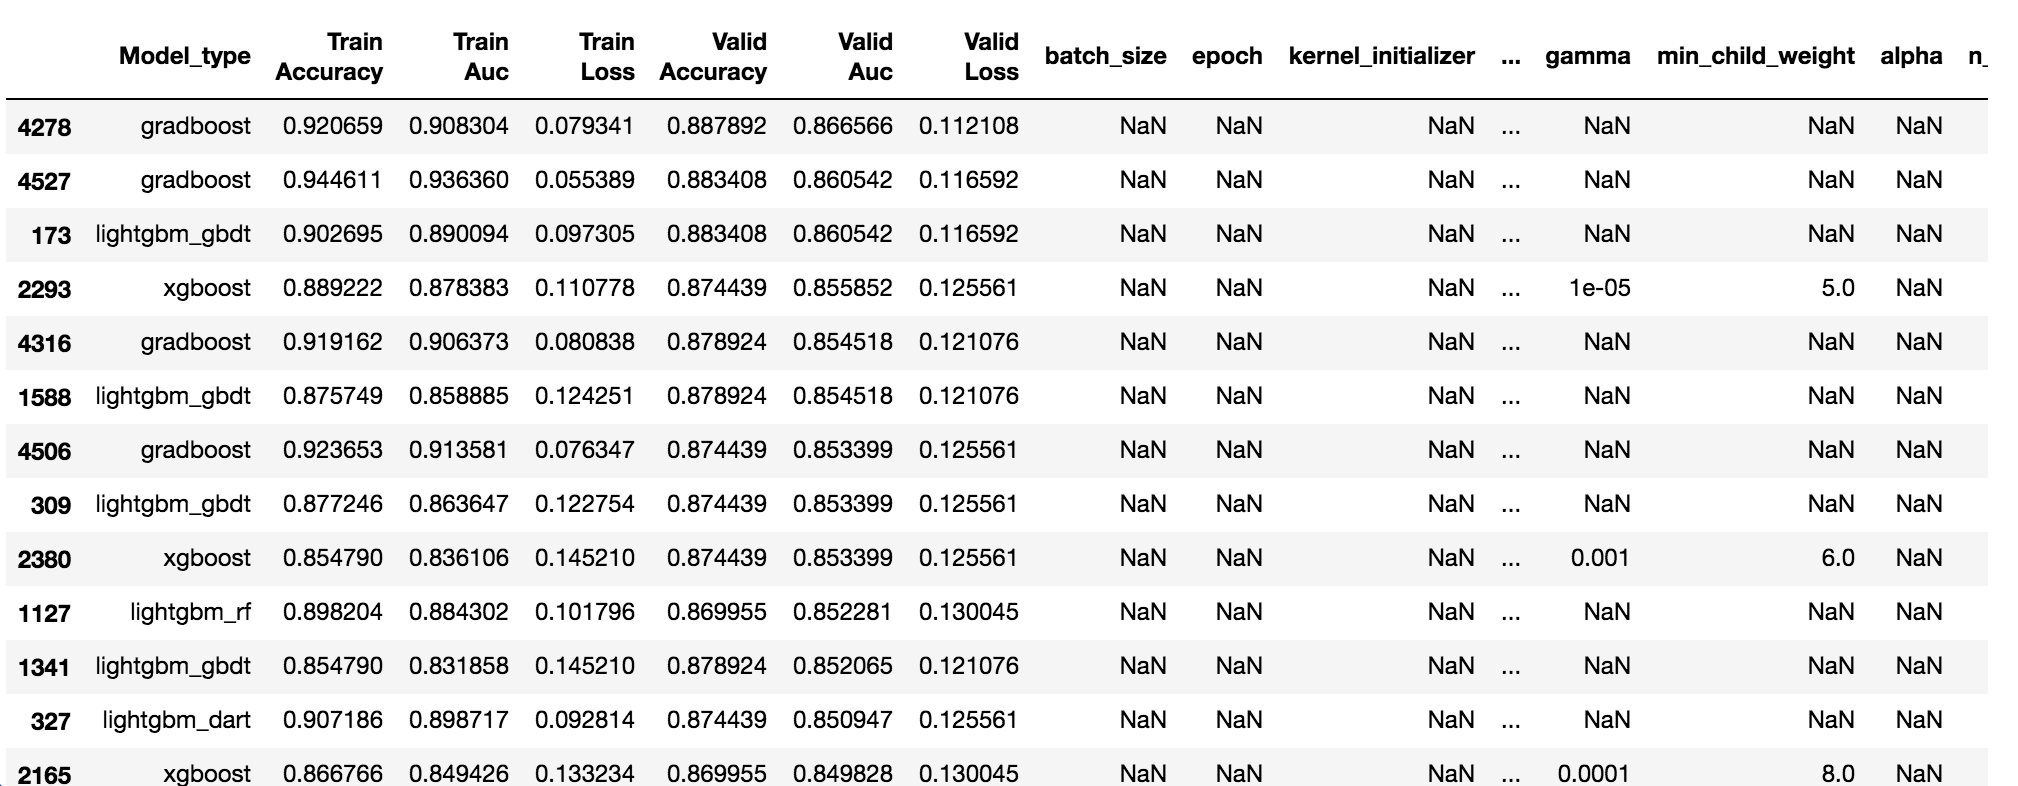 Model_type Train Accuracy Train Auc Train Loss Valid Accuracy Valid Auc Valid Loss batch_size epoch kernel_initializer ... gamma min_child_weight alpha n_
4278 gradboost 0.920659 0.908304 0.079341 0.887892 0.866566 0.112108 NaN NaN NaN ... NaN NaN NaN
4527 gradboost 0.944611 0.936360 0.055389 0.883408 0.860542 0.116592 NaN NaN NaN ... NaN NaN NaN
173 lightgbm_gbdt 0.902695 0.890094 0.097305 0.883408 0.860542 0.116592 NaN NaN NaN ... NaN NaN NaN
2293 xgboost 0.889222 0.878383 0.110778 0.874439 0.855852 0.125561 NaN NaN NaN ... 1e-05 5.0 NaN
4316 gradboost 0.919162 0.906373 0.080838 0.878924 0.854518 0.121076 NaN NaN NaN ... NaN NaN NaN
1588 lightgbm_gbdt 0.875749 0.858885 0.124251 0.878924 0.854518 0.121076 NaN NaN NaN ... NaN NaN NaN
4506 gradboost 0.923653 0.913581 0.076347 0.874439 0.853399 0.125561 NaN NaN NaN ... NaN NaN NaN
309 lightgbm_gbdt 0.877246 0.863647 0.122754 0.874439 0.853399 0.125561 NaN NaN NaN ... NaN NaN NaN
2380 xgboost 0.854790 0.836106 0.145210 0.874439 0.853399 0.125561 NaN NaN NaN ... 0.001 6.0 NaN
1127 lightgbm_rf 0.898204 0.884302 0.101796 0.869955 0.852281 0.130045 NaN NaN NaN ... NaN NaN NaN
1341 lightgbm_gbdt 0.854790 0.831858 0.145210 0.878924 0.852065 0.121076 NaN NaN NaN ... NaN NaN NaN
327 lightgbm_dart 0.907186 0.898717 0.092814 0.874439 0.850947 0.125561 NaN NaN NaN ... NaN NaN NaN
2165 xgboost 0.866766 0.849426 0.133234 0.869955 0.849828 0.130045 NaN NaN NaN ... 0.0001 8.0 NaN